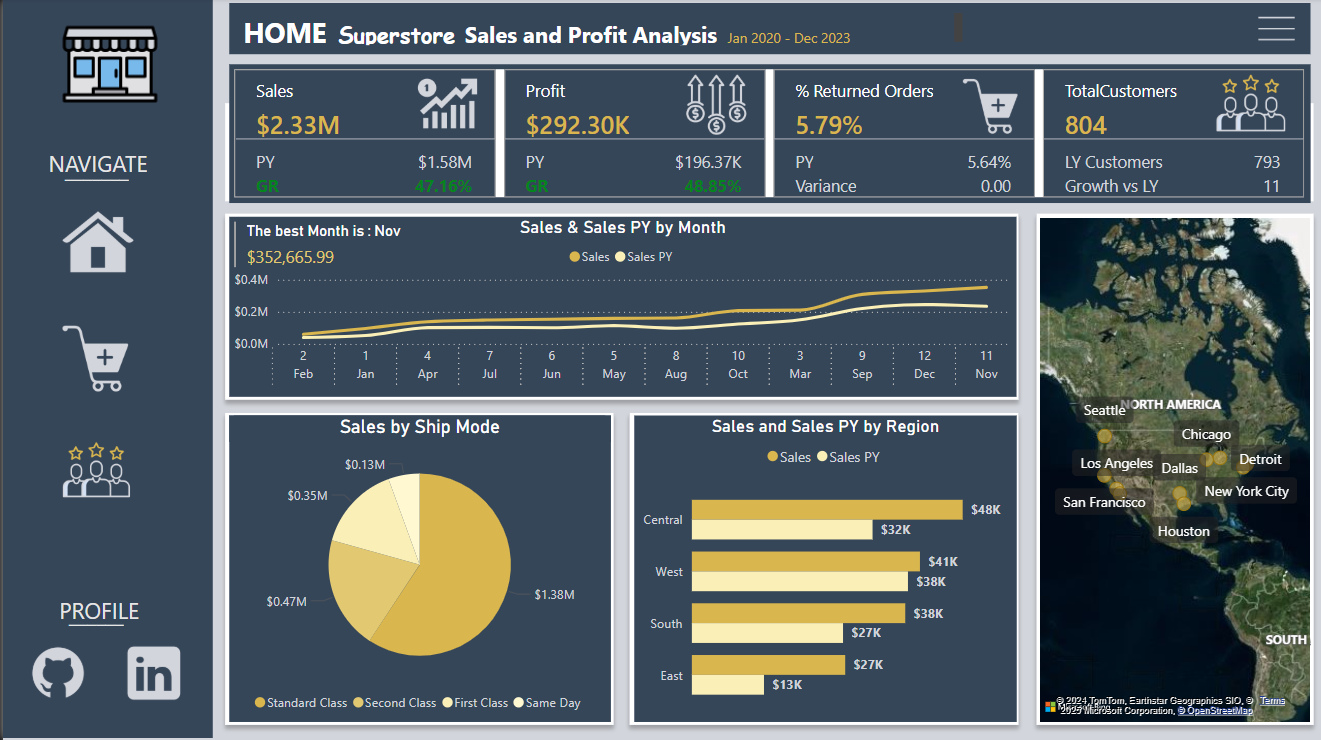 HOME Superstore Sales and Profit Analysis Jan 2020 - Dec 2023
NAVIGATE
PROFILE
in
Sales
$2.33M
PY $1.58M
GR 47.16%
1
Profit
$292.30K
PY $196.37K
GR 48.85%
% Returned Orders
5.79%
PY 5.64%
Variance 0.00
TotalCustomers
804
LY Customers 793
Growth vs LY 11
The best Month is : Nov
$352,665.99
Sales & Sales PY by Month
Sales Sales PY
$0.4M
$0.2M
$0.0M
2 1 4 7 6 5 8 10 3 9 12 11
Feb Jan Apr Jul Jun May Aug Oct Mar Sep Dec Nov
Sales by Ship Mode
$0.13M
$0.35M
$0.47M
$1.38M
Standard Class Second Class First Class Same Day
Sales and Sales PY by Region
Sales Sales PY
Central $48K
$32K
West $41K
$38K
South $38K
$27K
East $27K
$13K
NORTH AMERICA
Seattle
Chicago
Los Angeles
Dallas
Detroit
New York City
San Francisco
Houston
SOUTH
© 2024 TomTom, Earthstar Geographics SIO, ©
2025 Microsoft Corporation, © OpenStreetMap
Terms